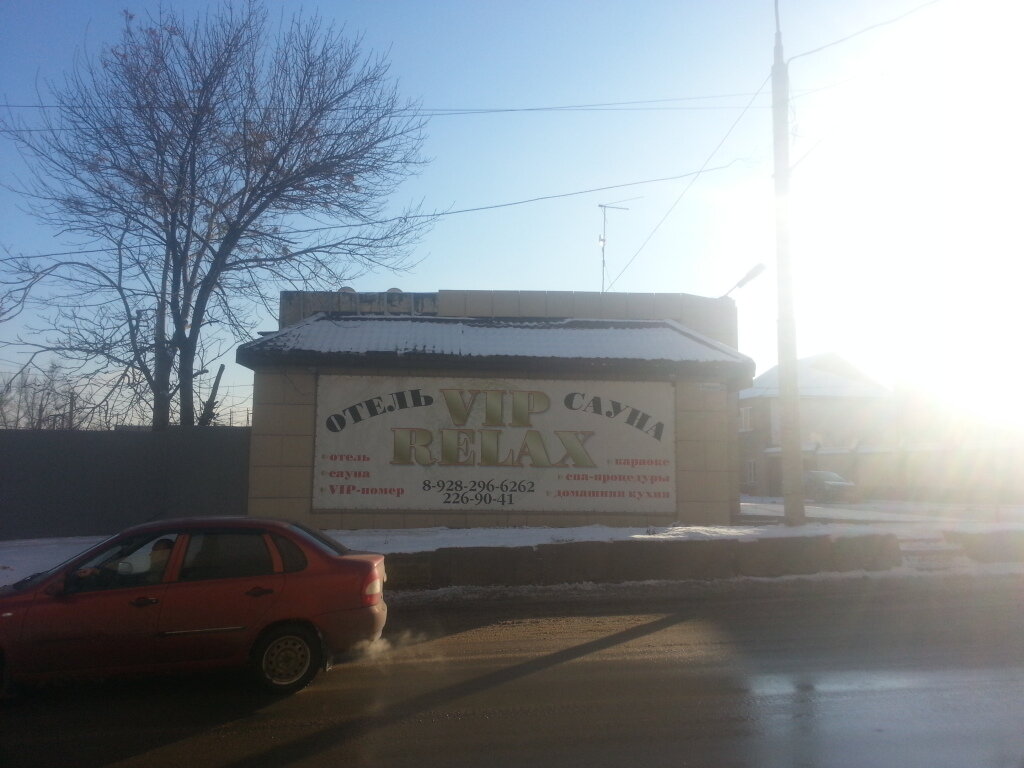 ОТЕЛЬ VIP САУНА
RELAX
отель
сауна
VIP-номер
8-928-296-6262
226-90-41
караоке
спа-процедуры
домашняя кухня